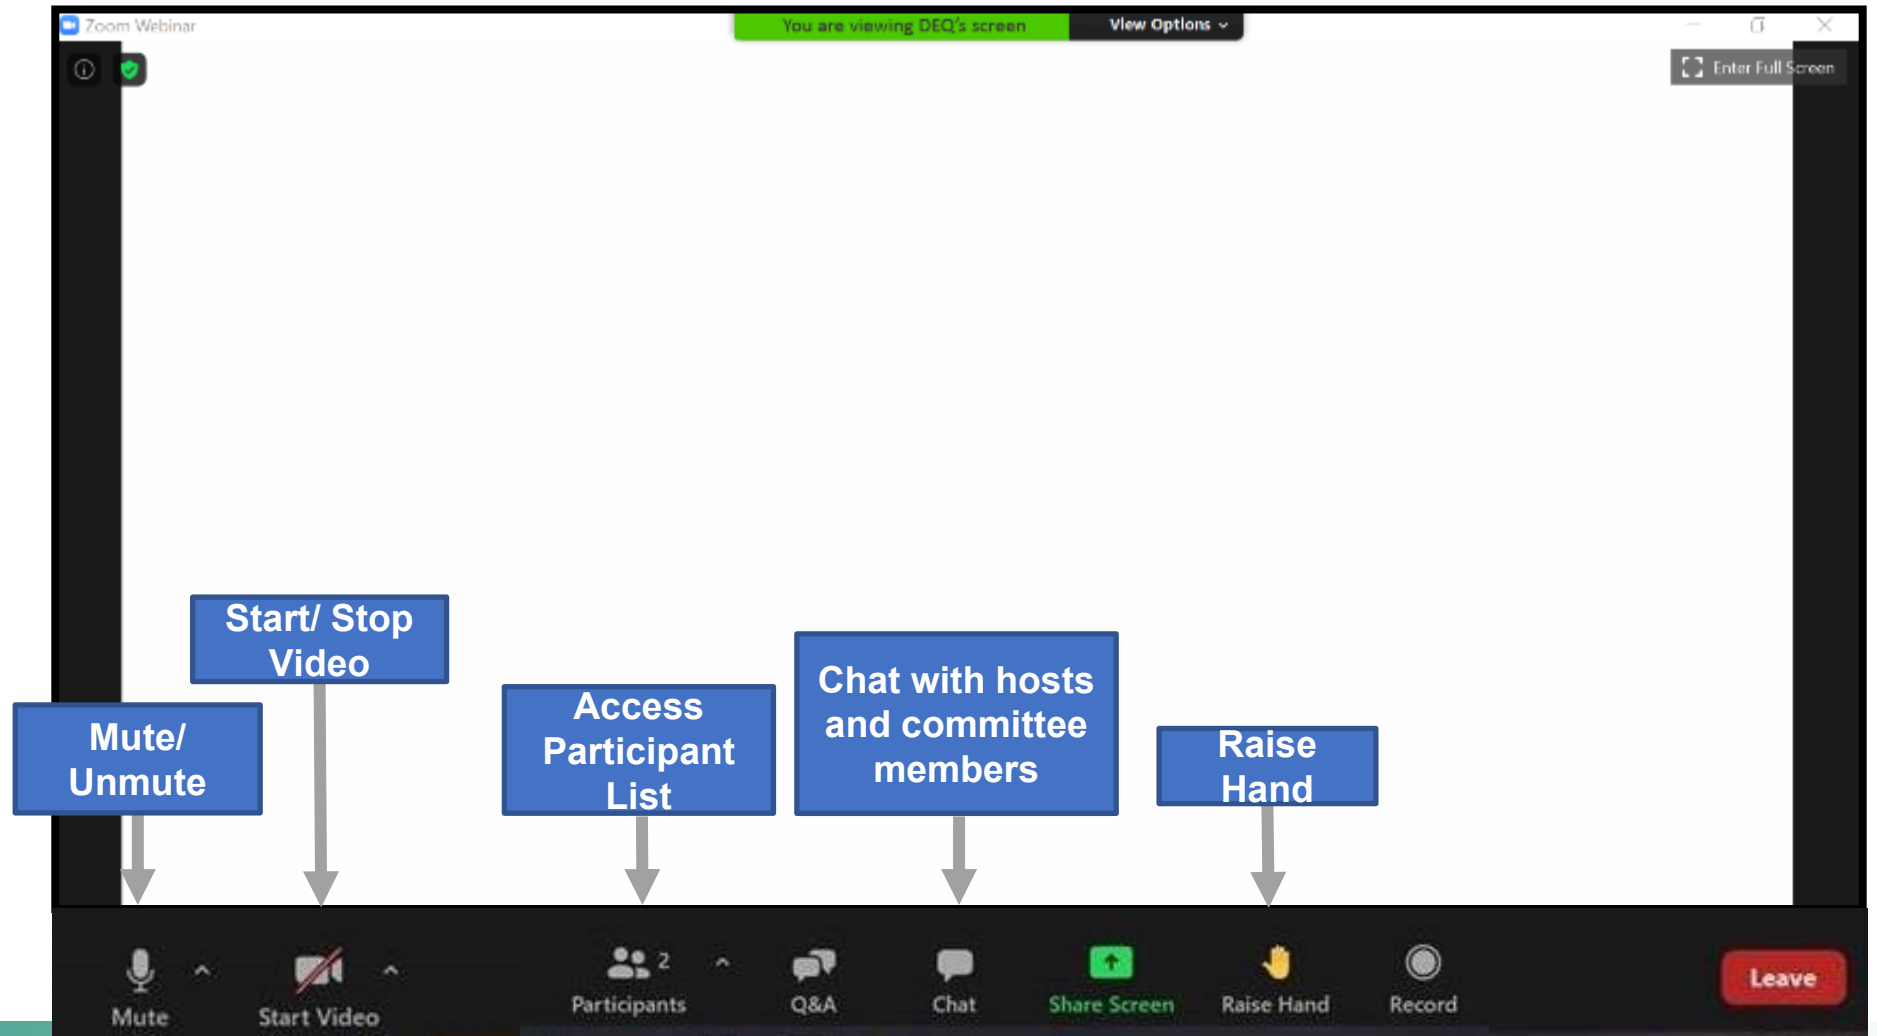 Zoom Webinar
You are viewing DEQ's screen
View Options
Enter Full Screen
Start/ Stop
Video
Mute/
Unmute
Access
Participant
List
Chat with hosts
and committee
members
Raise
Hand
2
Mute
Start Video
Participants
Q&A
Chat
Share Screen
Raise Hand
Record
Leave